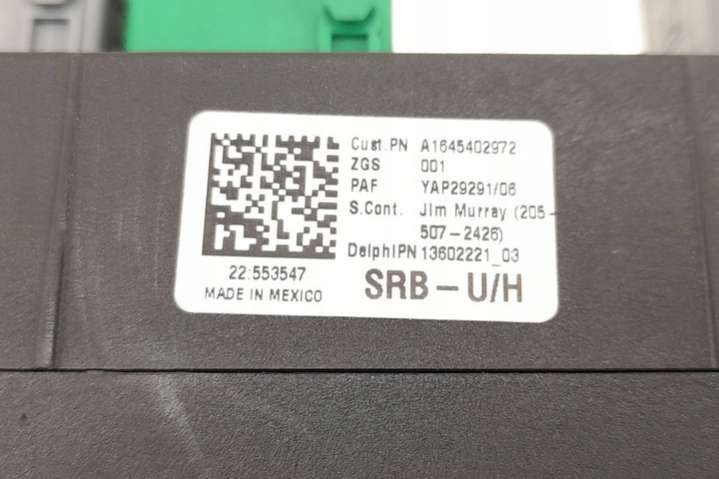 Cust.PN A1645402972
ZGS 001
PAF YAP29291/06
S.Cont. Jim Murray (205-
507-2426)
DelphiPN 13602221_03
22:553547
MADE IN MEXICO
SRB-U/H